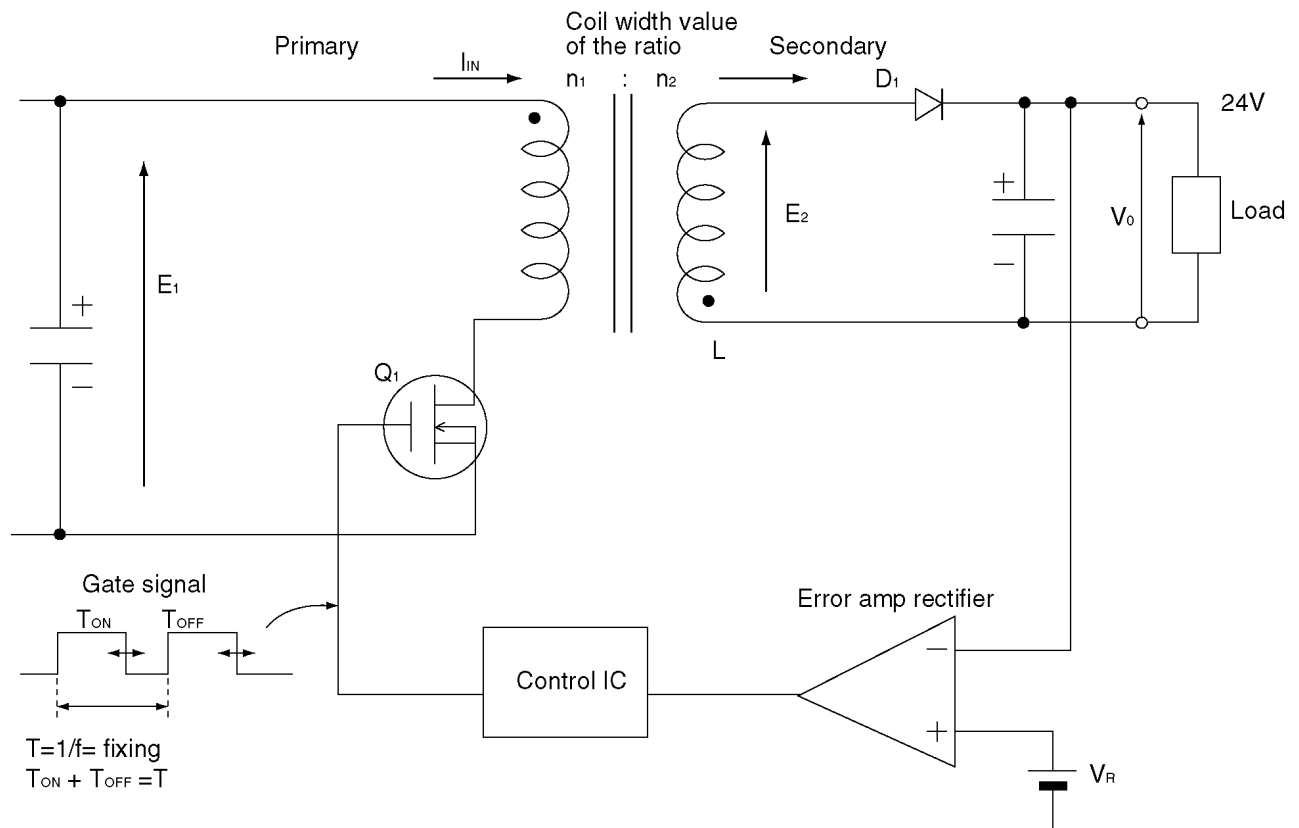 Coil width value
of the ratio
Primary
Secondary
IIN
n1 : n2
D1
24V
+
−
E1
E2
+
−
V0
Load
L
Q1
Gate signal
TON
TOFF
T=1/f= fixing
TON + TOFF =T
Control IC
Error amp rectifier
−
+
VR